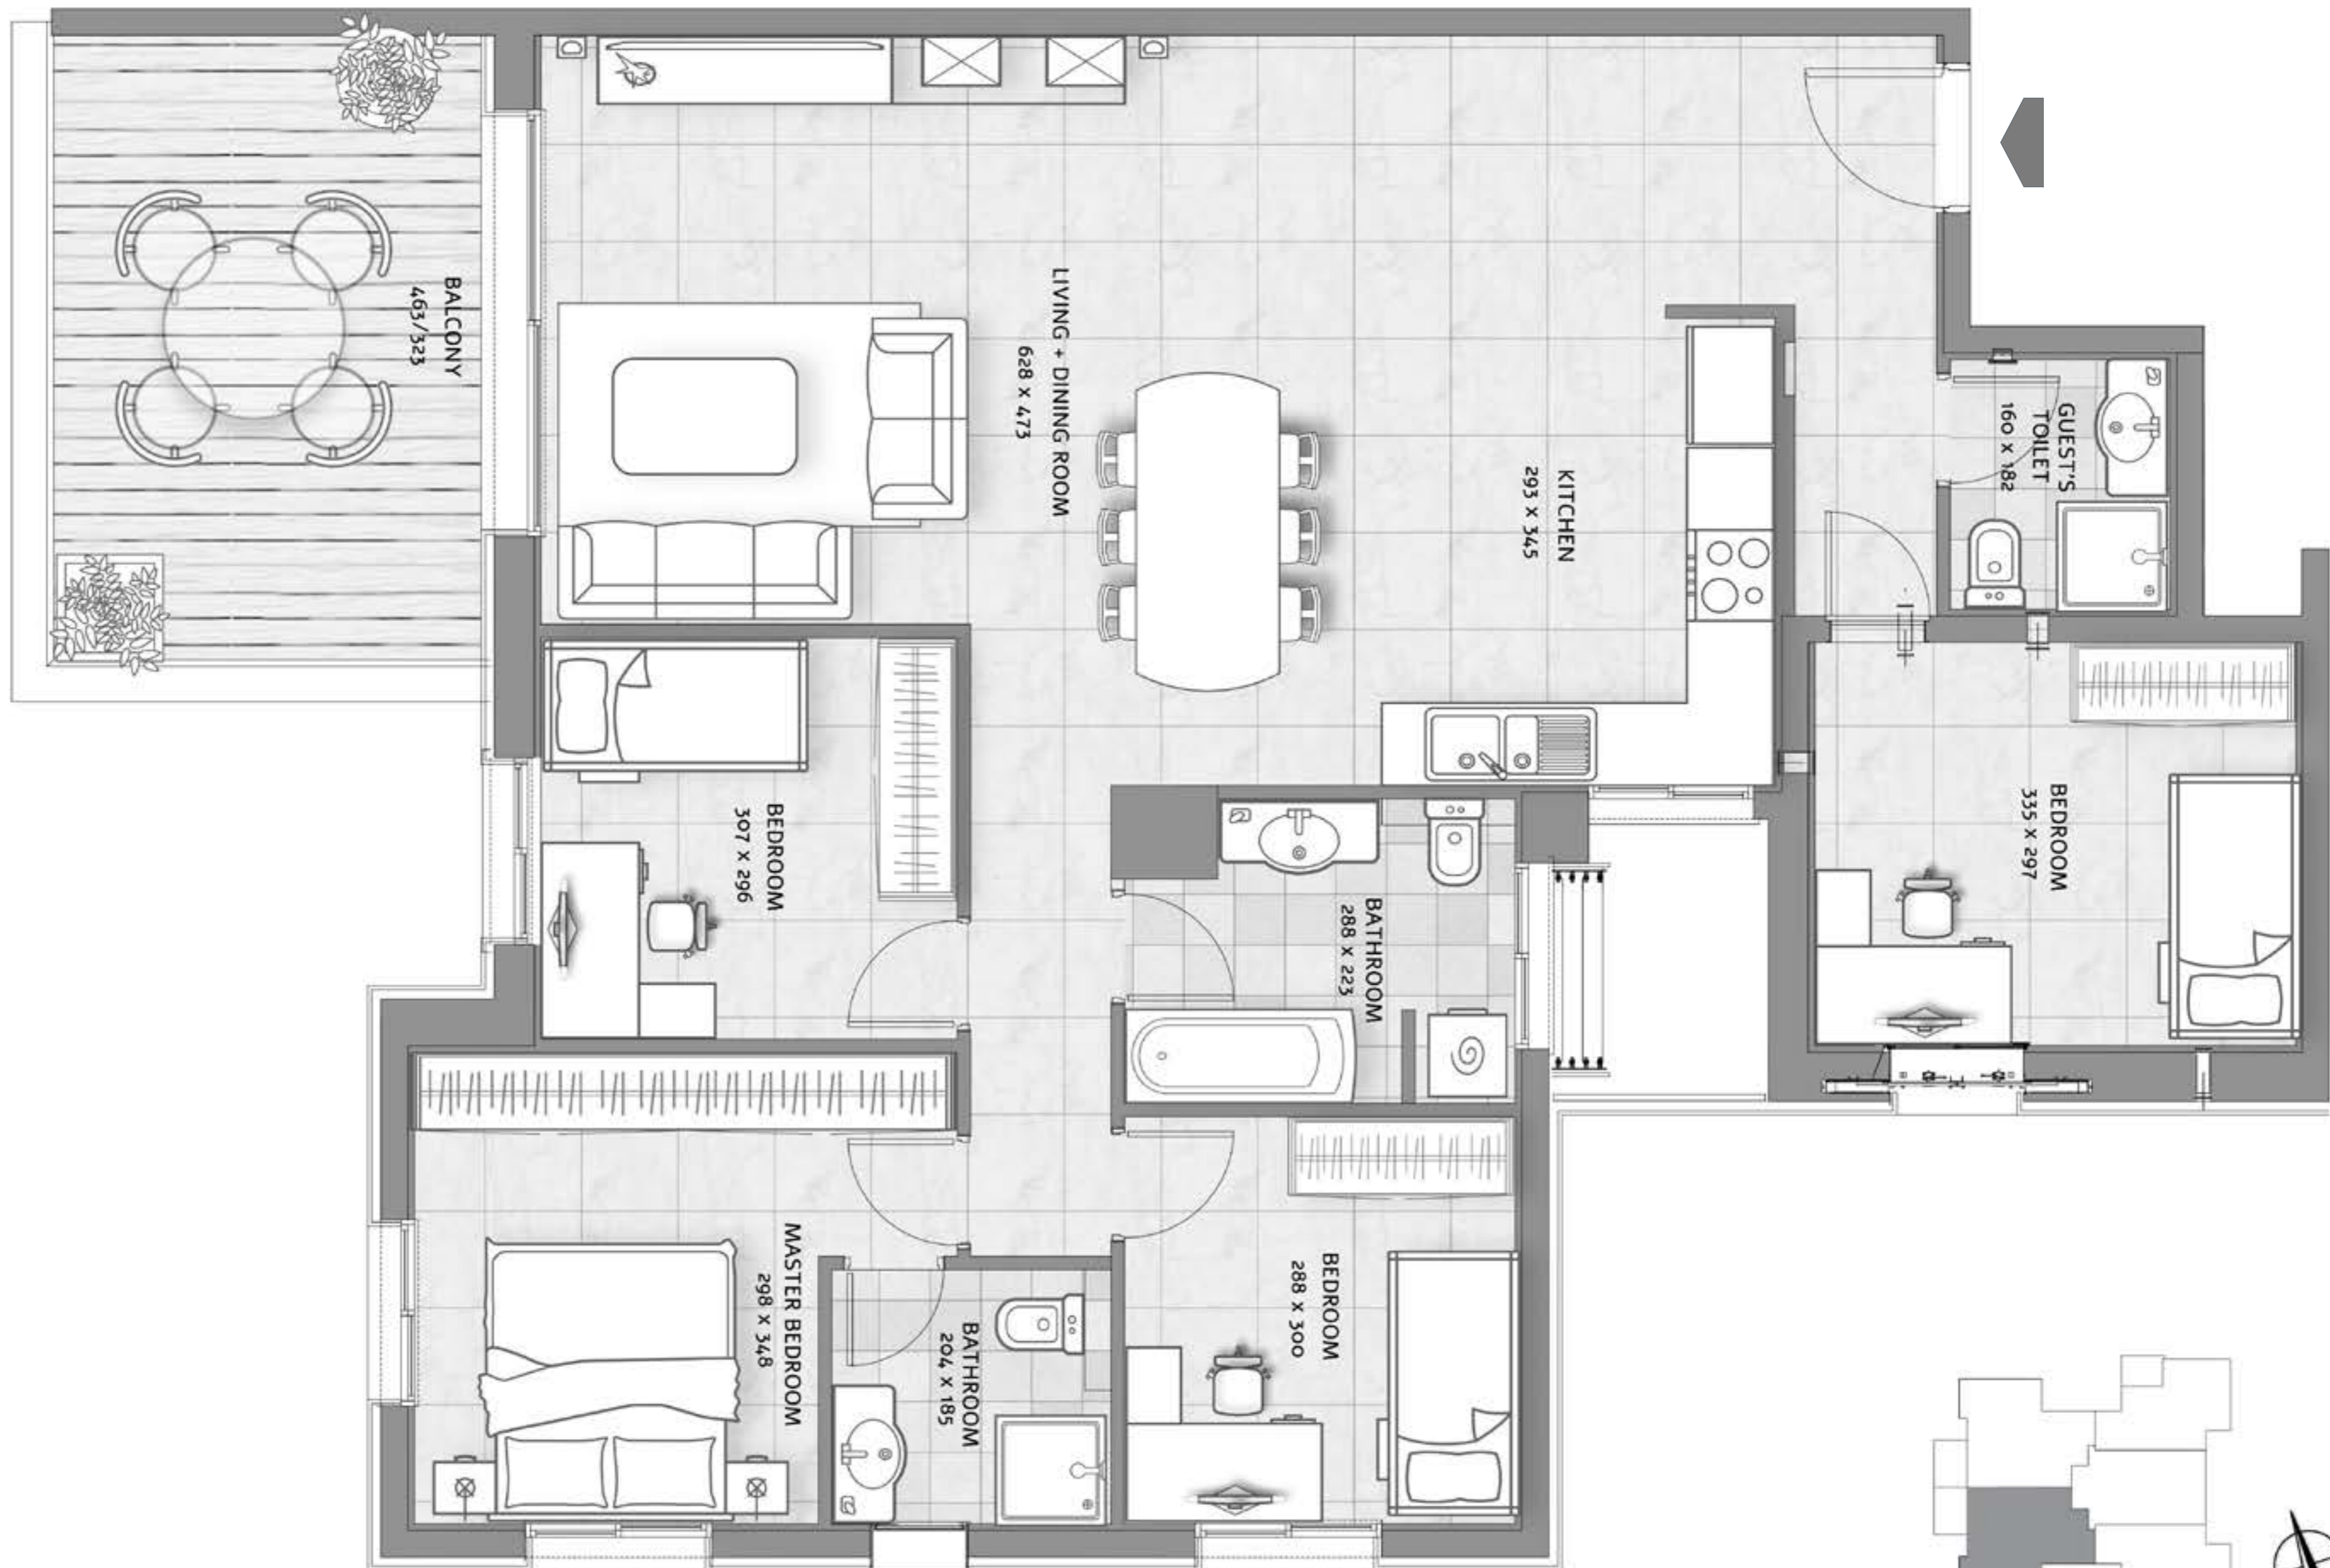 BALCONY
463/323
LIVING + DINING ROOM
628 x 473
KITCHEN
293 x 345
GUEST'S
TOILET
160 x 182
BEDROOM
335 x 297
BEDROOM
307 x 296
BATHROOM
288 x 223
MASTER BEDROOM
298 x 348
BATHROOM
204 x 185
BEDROOM
288 x 300